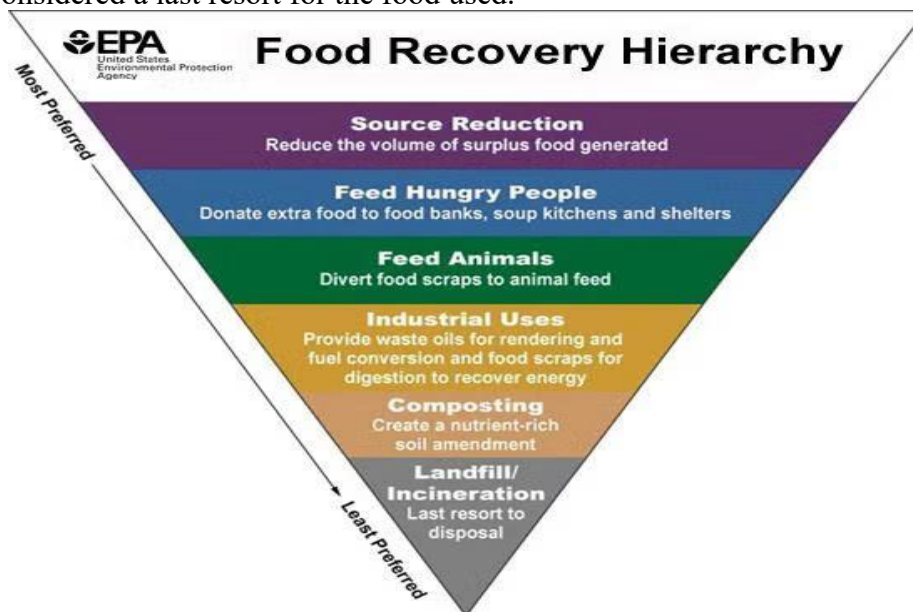 considered a last resort for the food used.
EPA
United States
Environmental Protection
Agency
Food Recovery Hierarchy
Most Preferred
Source Reduction
Reduce the volume of surplus food generated
Feed Hungry People
Donate extra food to food banks, soup kitchens and shelters
Feed Animals
Divert food scraps to animal feed
Industrial Uses
Provide waste oils for rendering and
fuel conversion and food scraps for
digestion to recover energy
Composting
Create a nutrient-rich
soil amendment
Landfill/
Incineration
Last resort to
disposal
Least Preferred